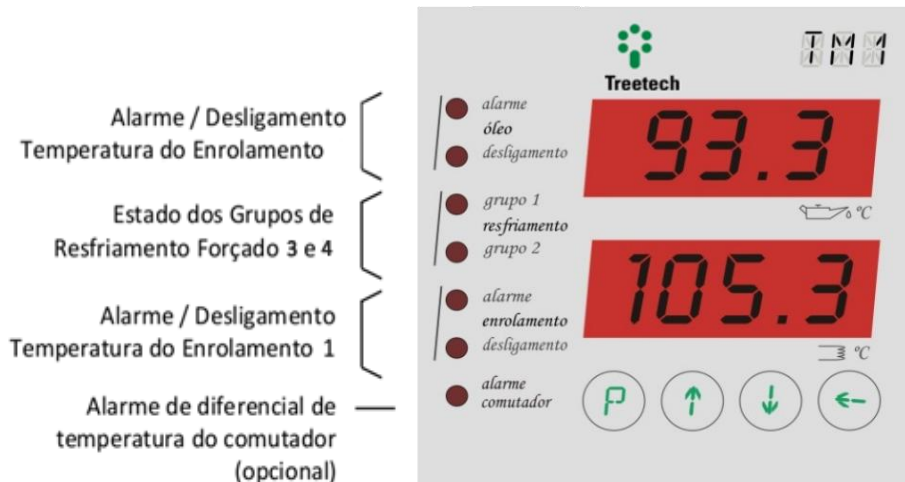 Alarme / Desligamento
Temperatura do Enrolamento
Estado dos Grupos de
Resfriamento Forçado 3 e 4
Alarme / Desligamento
Temperatura do Enrolamento 1
Alarme de diferencial de
temperatura do comutador
(opcional)
Treetech
TM1
alarme
óleo
desligamento
93.3
°C
grupo 1
resfriamento
grupo 2
alarme
enrolamento
desligamento
105.3
°C
alarme
comutador
P